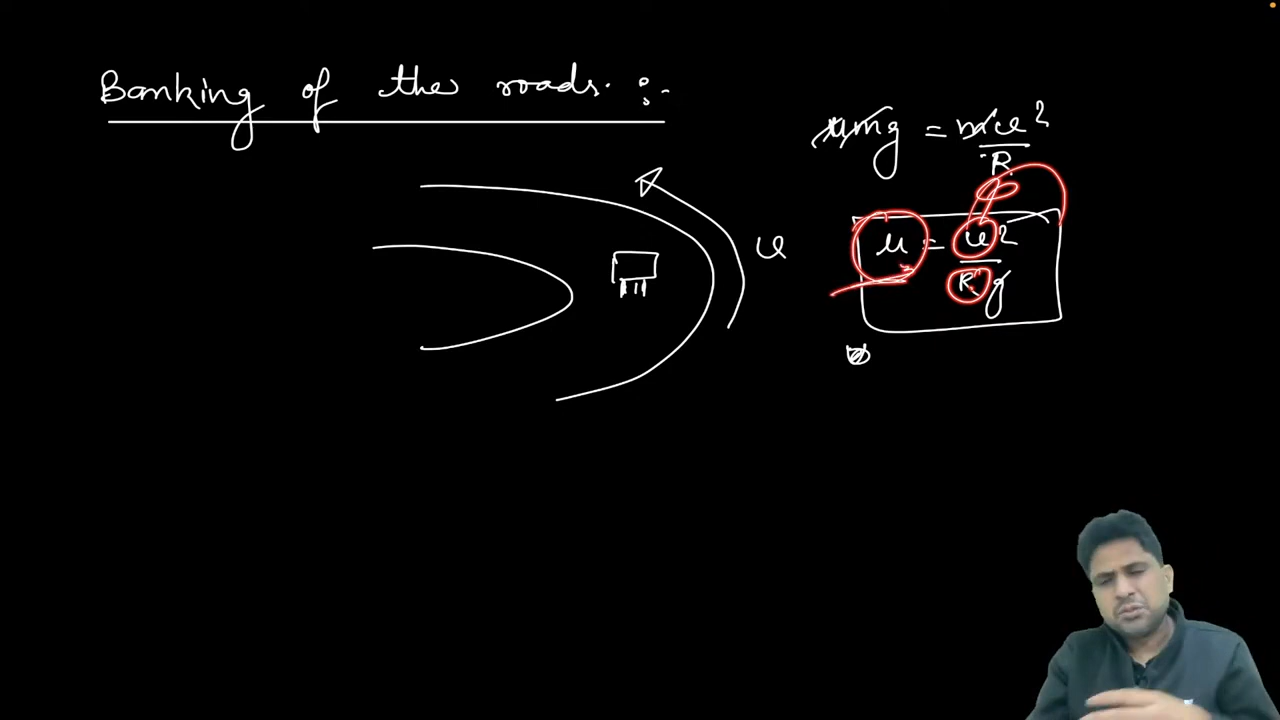 Banking of the roads :-
μmg = mv²/R
v
μ = v²/Rg